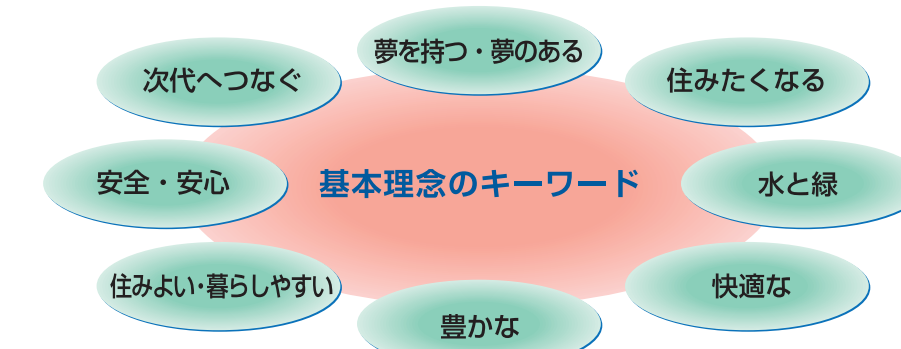 夢を持つ・夢のある
次代へつなぐ
住みたくなる
安全・安心
基本理念のキーワード
水と緑
住みよい・暮らしやすい
快適な
豊かな